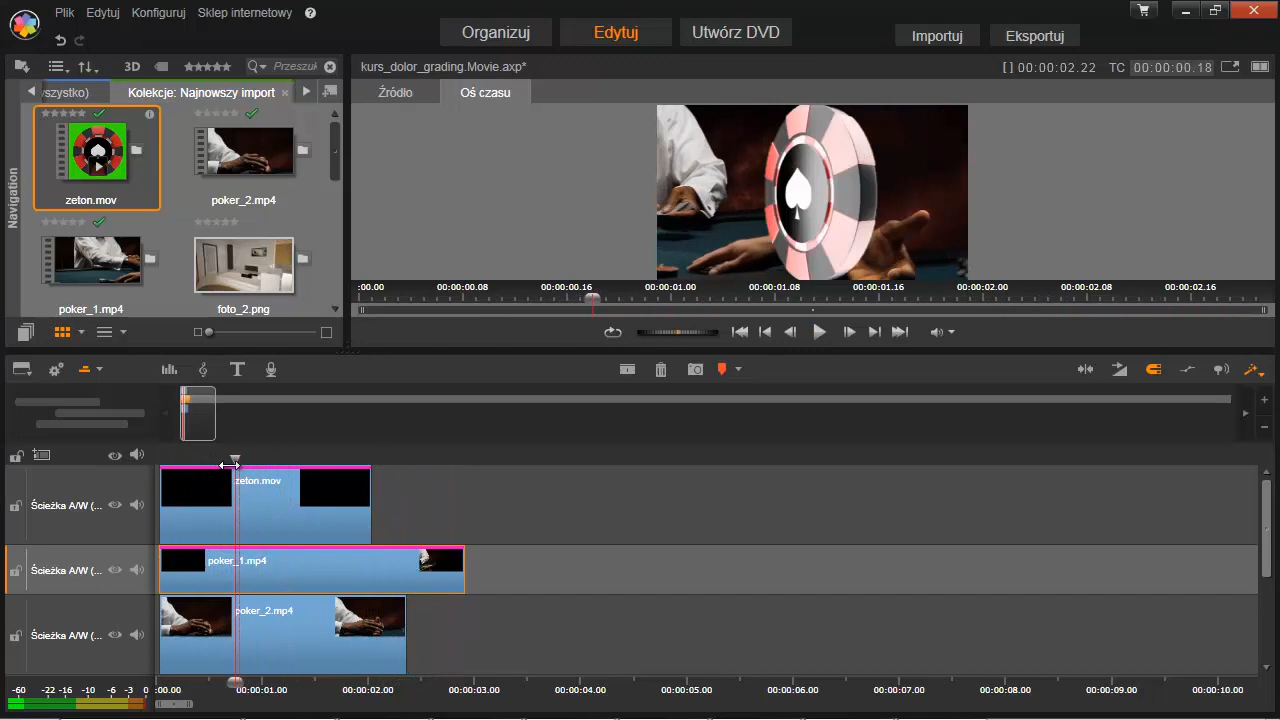 Plik Edytuj Konfiguruj Sklep internetowy ?
Organizuj Edytuj Utwórz DVD Importuj Eksportuj
3D Przeszuk
kurs_dolor_grading.Movie.axp*
[ ] 00:00:02.22 TC 00:00:00.18
zystko) Kolekcje: Najnowszy import
Źródło Oś czasu
Navigation
zeton.mov poker_2.mp4
poker_1.mp4 foto_2.png
:00.00 00:00:00.08 00:00:00.16 00:00:01.00 00:00:01.08 00:00:01.16 00:00:02.00 00:00:02.08 00:00:02.16
T
zeton.mov
Ścieżka A/W (...
poker_1.mp4
Ścieżka A/W (...
poker_2.mp4
Ścieżka A/W (...
-60 -22 -16 -10 -6 -3 0
:00.00 00:00:01.00 00:00:02.00 00:00:03.00 00:00:04.00 00:00:05.00 00:00:06.00 00:00:07.00 00:00:08.00 00:00:09.00 00:00:10.00